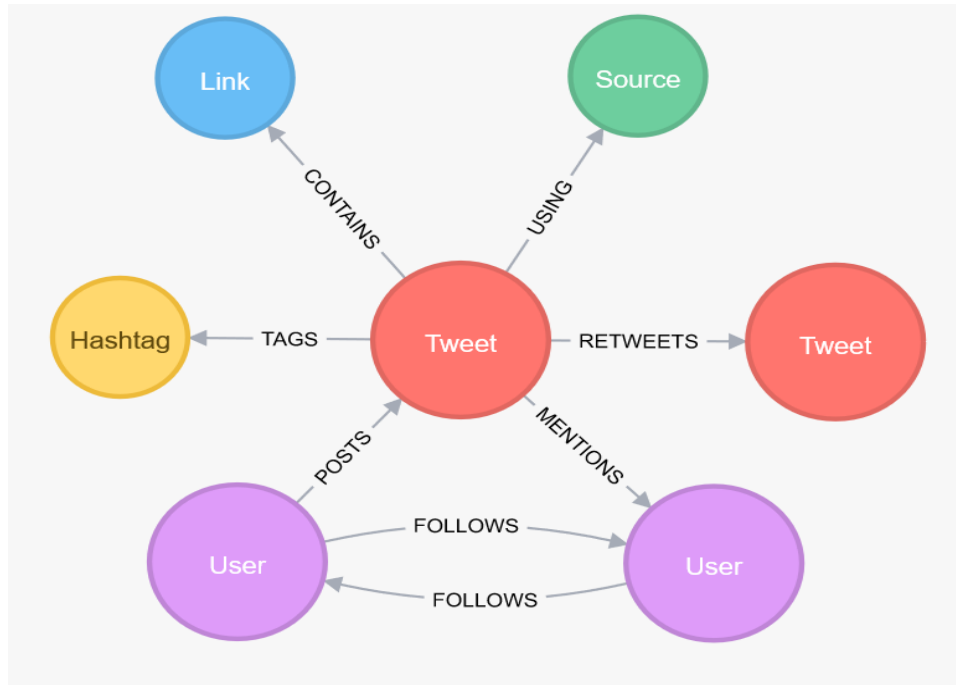 Link
Source
CONTAINS
USING
Hashtag
TAGS
Tweet
RETWEETS
Tweet
POSTS
MENTIONS
User
FOLLOWS
User
FOLLOWS